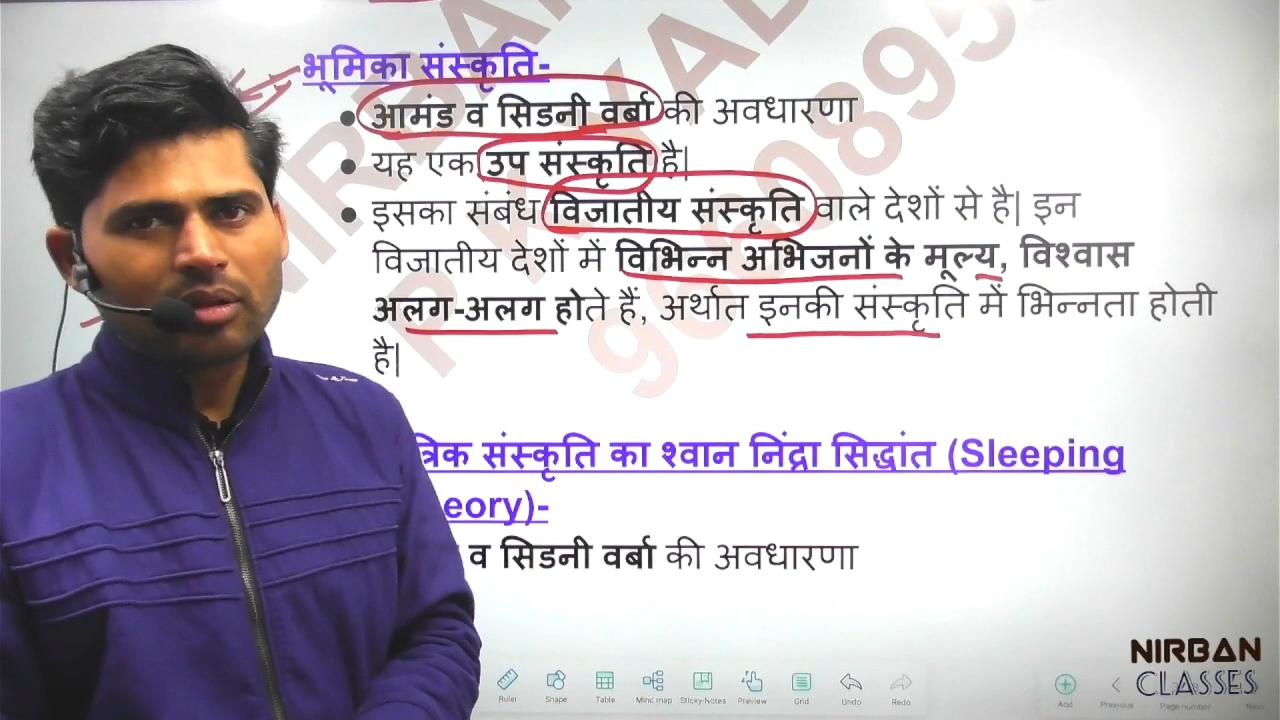 भूमिका संस्कृति-
• आमंड व सिडनी वर्बा की अवधारणा
• यह एक उप संस्कृति है|
• इसका संबंध विजातीय संस्कृति वाले देशों से है| इन
विजातीय देशों में विभिन्न अभिजनों के मूल्य, विश्वास
अलग-अलग होते हैं, अर्थात इनकी संस्कृति में भिन्नता होती
है|
त्रिक संस्कृति का श्वान निंद्रा सिद्धांत (Sleeping
eory)-
व सिडनी वर्बा की अवधारणा
NIRBAN
CLASSES
Ruler Shape Table Mind map Sticky-Notes Preview Grid Undo Redo Add Previous Page number